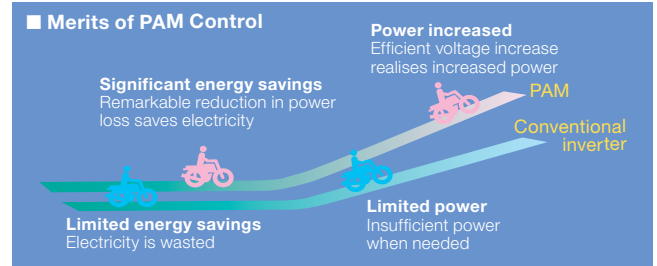 ■ Merits of PAM Control
Power increased
Efficient voltage increase
realises increased power
Significant energy savings
Remarkable reduction in power
loss saves electricity
PAM
Conventional
inverter
Limited energy savings
Electricity is wasted
Limited power
Insufficient power
when needed